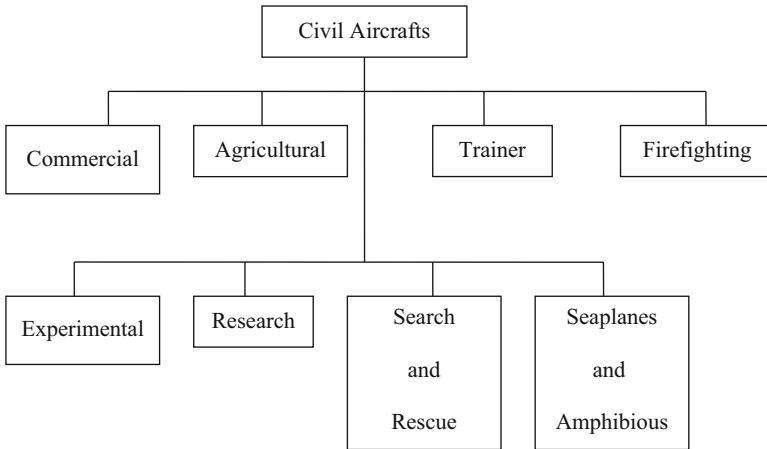 Civil Aircrafts
Commercial
Agricultural
Trainer
Firefighting
Experimental
Research
Search
and
Rescue
Seaplanes
and
Amphibious